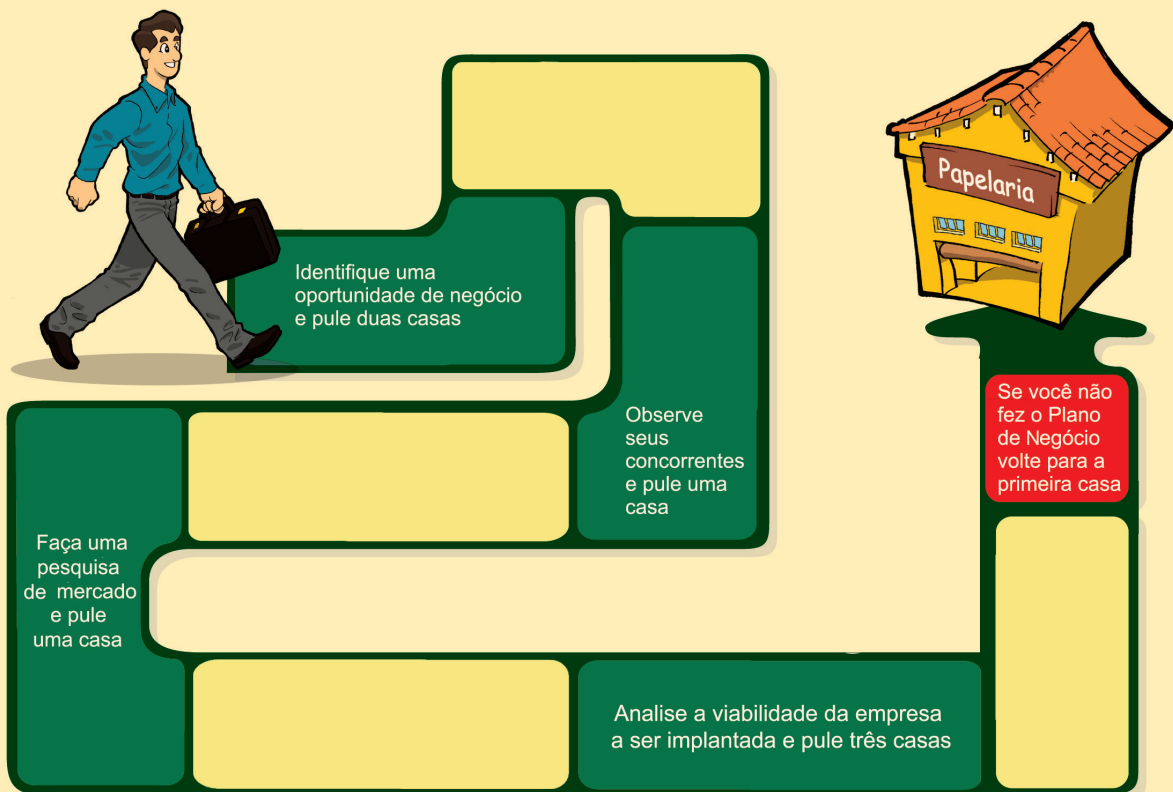 Identifique uma
oportunidade de negócio
e pule duas casas
Observe
seus
concorrentes
e pule uma
casa
Faça uma
pesquisa
de mercado
e pule
uma casa
Analise a viabilidade da empresa
a ser implantada e pule três casas
Se você não
fez o Plano
de Negócio
volte para a
primeira casa
Papelaria